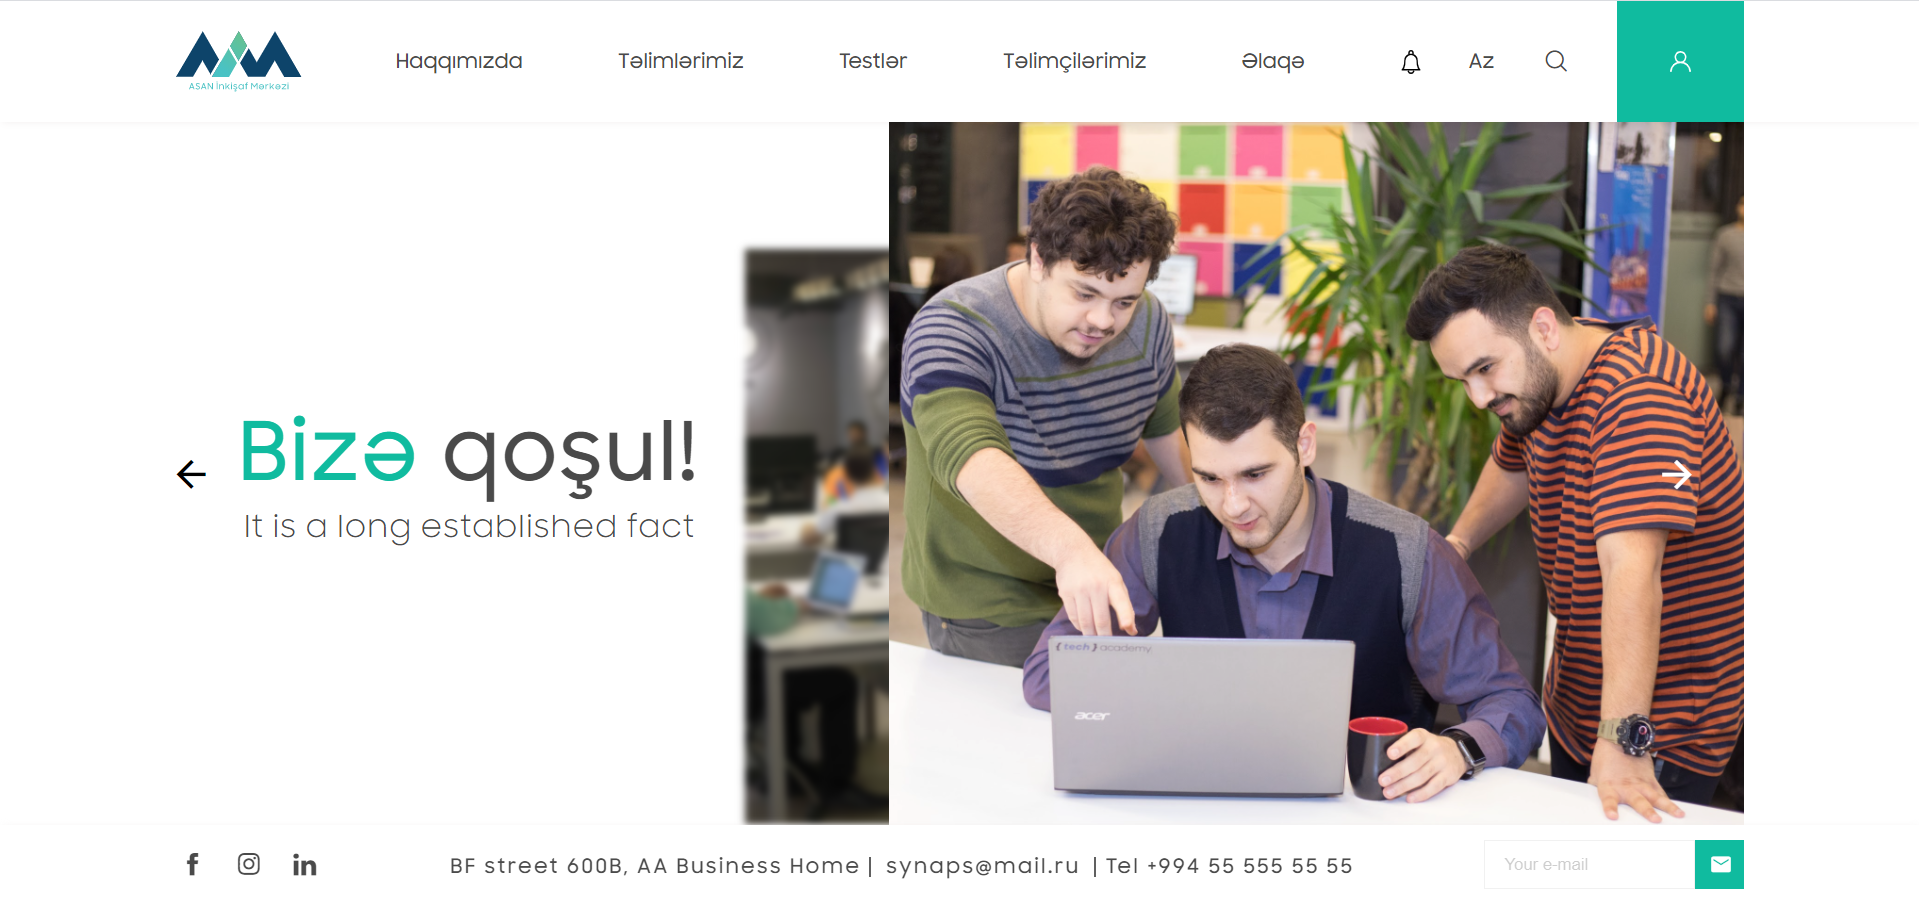 Haqqımızda Təlimlərimiz Testlər Təlimçilərimiz Əlaqə Az
ASAN İnkişaf Mərkəzi
Bizə qoşul!
It is a long established fact
{ tech } academy
acer
BF street 600B, AA Business Home | synaps@mail.ru | Tel +994 55 555 55 55
Your e-mail